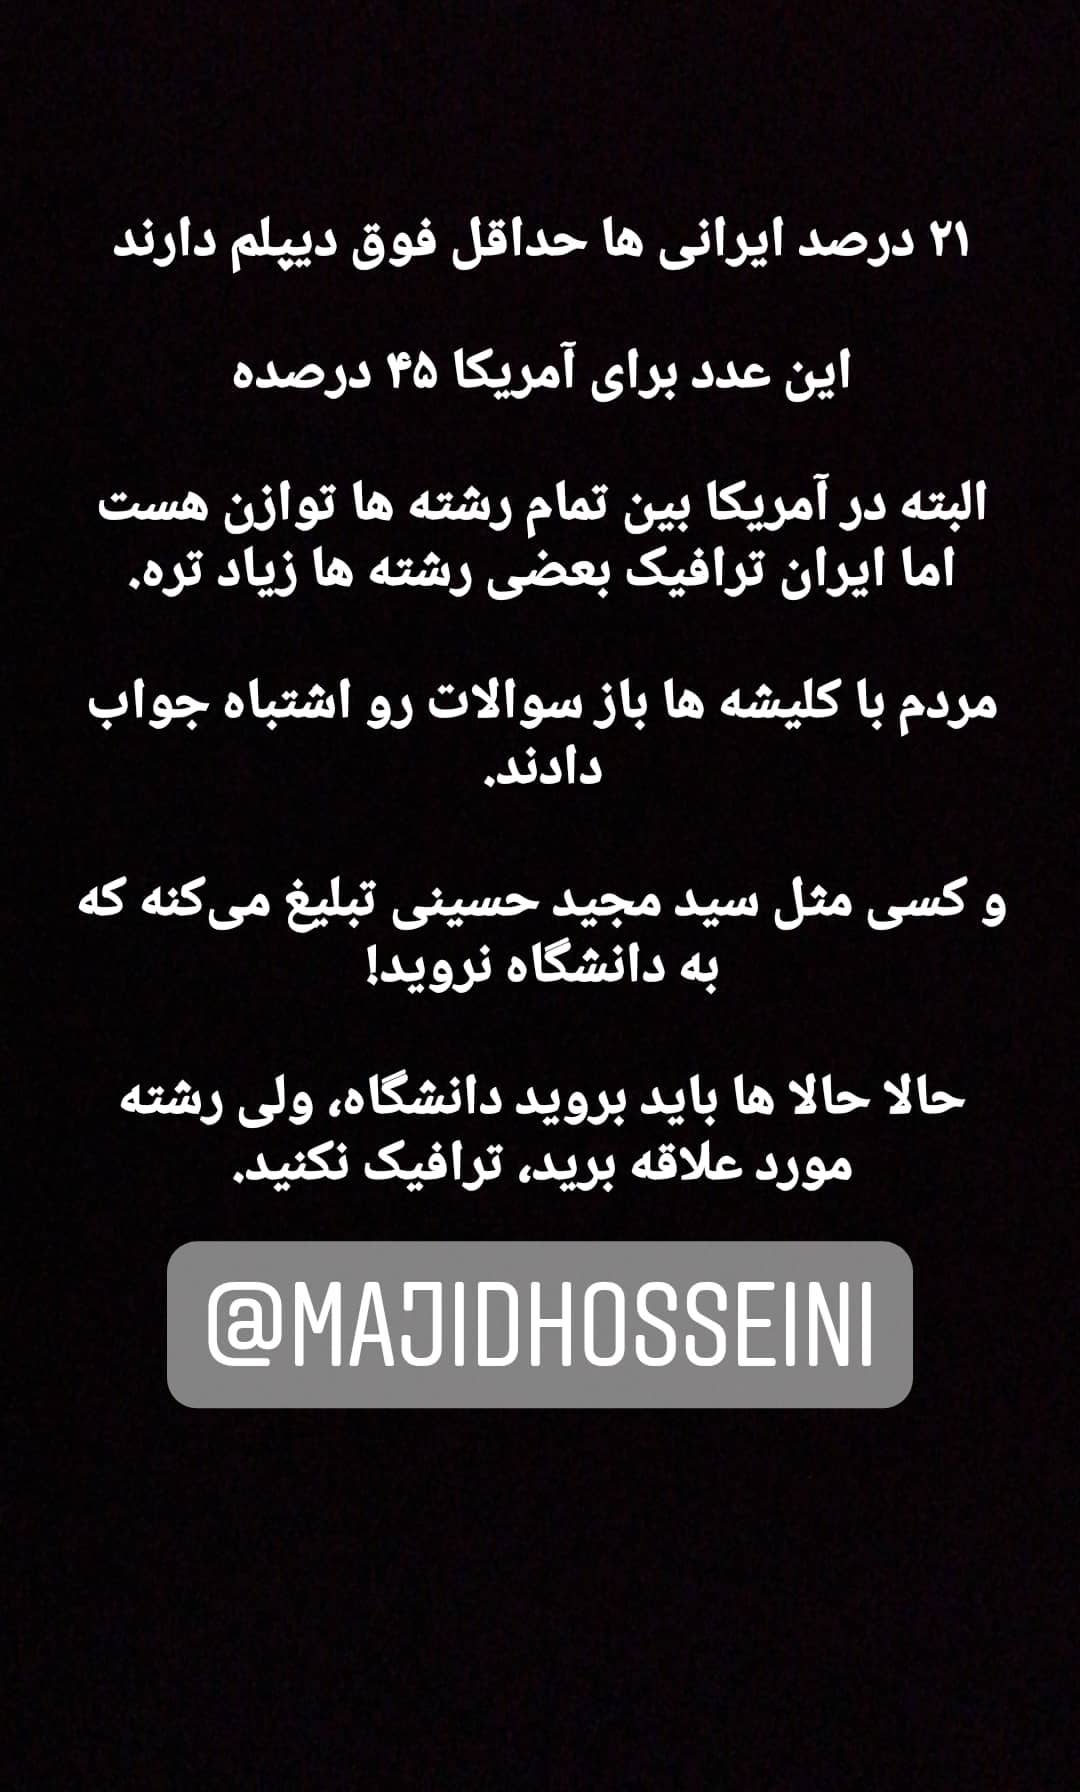 ۲۱ درصد ایرانی ها حداقل فوق دیپلم دارند
این عدد برای آمریکا ۴۵ درصده
البته در آمریکا بین تمام رشته ها توازن هست
اما ایران ترافیک بعضی رشته ها زیاد تره.
مردم با کلیشه ها باز سوالات رو اشتباه جواب
دادند.
و کسی مثل سید مجید حسینی تبلیغ می‌کنه که
به دانشگاه نروید!
حالا حالا ها باید بروید دانشگاه، ولی رشته
مورد علاقه برید، ترافیک نکنید.
@MAJIDHOSSEINI